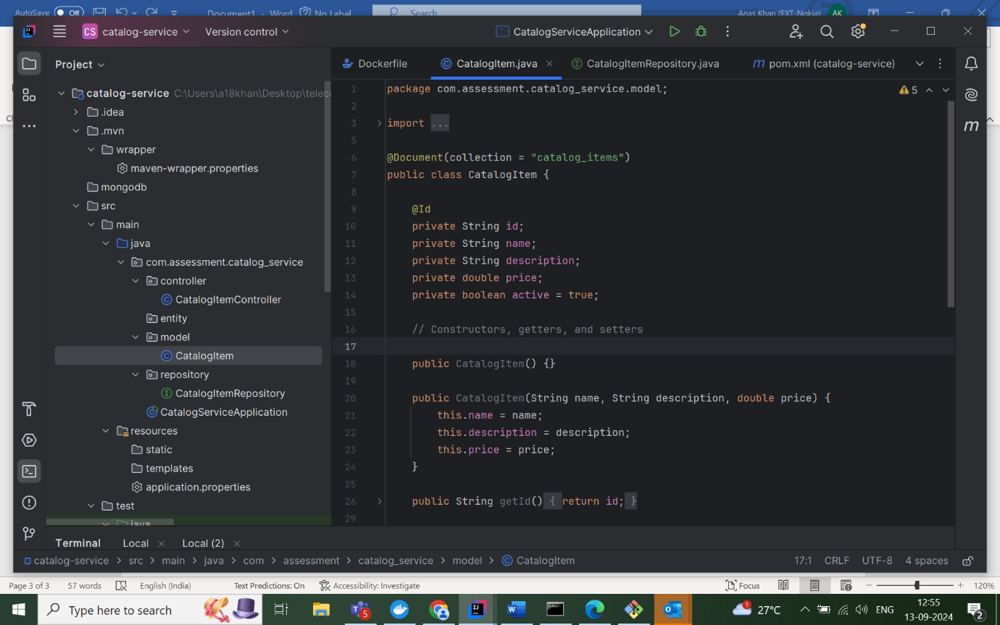 AutoSave Off Document1 - Word No Label Search Anas Khan (EXT-Nokia) AK
CS catalog-service Version control CatalogServiceApplication
Project
Dockerfile CatalogItem.java CatalogItemRepository.java m pom.xml (catalog-service)
catalog-service C:\Users\a18khan\Desktop\teleco
.idea
.mvn
wrapper
maven-wrapper.properties
mongodb
src
main
java
com.assessment.catalog_service
controller
CatalogItemController
entity
model
CatalogItem
repository
CatalogItemRepository
CatalogServiceApplication
resources
static
templates
application.properties
test
java
1 package com.assessment.catalog_service.model;
5
2
3 import ...
5
6 @Document(collection = "catalog_items")
7 public class CatalogItem {
8
9 @Id
10 private String id;
11 private String name;
12 private String description;
13 private double price;
14 private boolean active = true;
15
16 // Constructors, getters, and setters
17
18 public CatalogItem() {}
19
20 public CatalogItem(String name, String description, double price) {
21 this.name = name;
22 this.description = description;
23 this.price = price;
24 }
25
26 public String getId() { return id; }
29
m
Terminal Local Local (2)
catalog-service > src > main > java > com > assessment > catalog_service > model > CatalogItem 17:1 CRLF UTF-8 4 spaces
Page 3 of 3 57 words English (India) Text Predictions: On Accessibility: Investigate Focus 120%
Type here to search 5 1 27°C ENG 12:55
13-09-2024 2